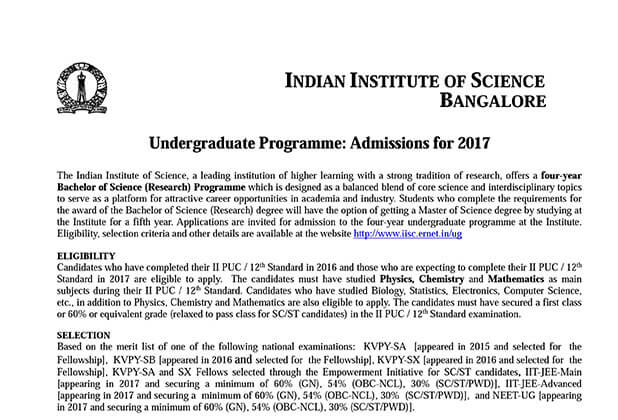 INDIAN INSTITUTE OF SCIENCE
BANGALORE
Undergraduate Programme: Admissions for 2017
The Indian Institute of Science, a leading institution of higher learning with a strong tradition of research, offers a four-year
Bachelor of Science (Research) Programme which is designed as a balanced blend of core science and interdisciplinary topics
to serve as a platform for attractive career opportunities in academia and industry. Students who complete the requirements for
the award of the Bachelor of Science (Research) degree will have the option of getting a Master of Science degree by studying at
the Institute for a fifth year. Applications are invited for admission to the four-year undergraduate programme at the Institute.
Eligibility, selection criteria and other details are available at the website http://www.iisc.ernet.in/ug
ELIGIBILITY
Candidates who have completed their II PUC / 12th Standard in 2016 and those who are expecting to complete their II PUC / 12th
Standard in 2017 are eligible to apply. The candidates must have studied Physics, Chemistry and Mathematics as main
subjects during their II PUC / 12th Standard. Candidates who have studied Biology, Statistics, Electronics, Computer Science,
etc., in addition to Physics, Chemistry and Mathematics are also eligible to apply. The candidates must have secured a first class
or 60% or equivalent grade (relaxed to pass class for SC/ST candidates) in the II PUC / 12th Standard examination.
SELECTION
Based on the merit list of one of the following national examinations: KVPY-SA [appeared in 2015 and selected for the
Fellowship], KVPY-SB [appeared in 2016 and selected for the Fellowship], KVPY-SX [appeared in 2016 and selected for the
Fellowship], KVPY-SA and SX Fellows selected through the Empowerment Initiative for SC/ST candidates, IIT-JEE-Main
[appearing in 2017 and securing a minimum of 60% (GN), 54% (OBC-NCL), 30% (SC/ST/PWD)], IIT-JEE-Advanced
[appearing in 2017 and securing a minimum of 60% (GN), 54% (OBC-NCL), 30% (SC/ST/PWD)], and NEET-UG [appearing
in 2017 and securing a minimum of 60% (GN), 54% (OBC-NCL), 30% (SC/ST/PWD)].